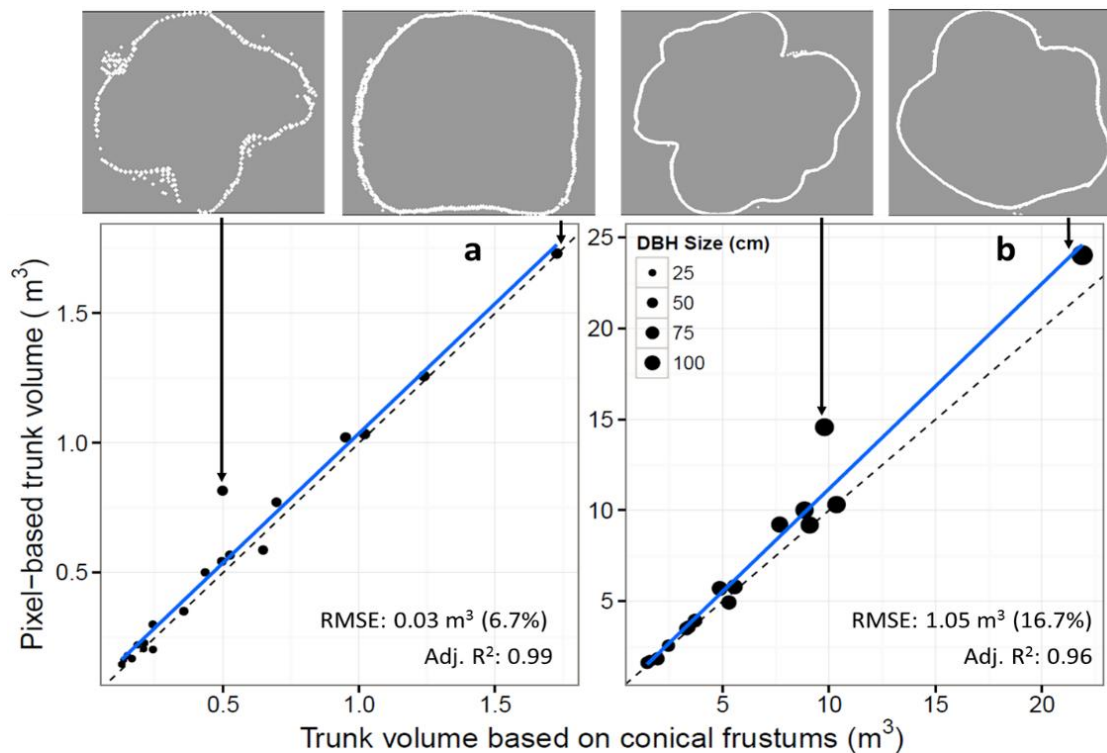 a
b
DBH Size (cm)
25
50
75
100
Pixel−based trunk volume ( m³)
1.5
1.0
0.5
RMSE: 0.03 m³ (6.7%)
Adj. R²: 0.99
0.5
1.0
1.5
25
20
15
10
5
RMSE: 1.05 m³ (16.7%)
Adj. R²: 0.96
5
10
15
20
Trunk volume based on conical frustums (m³)